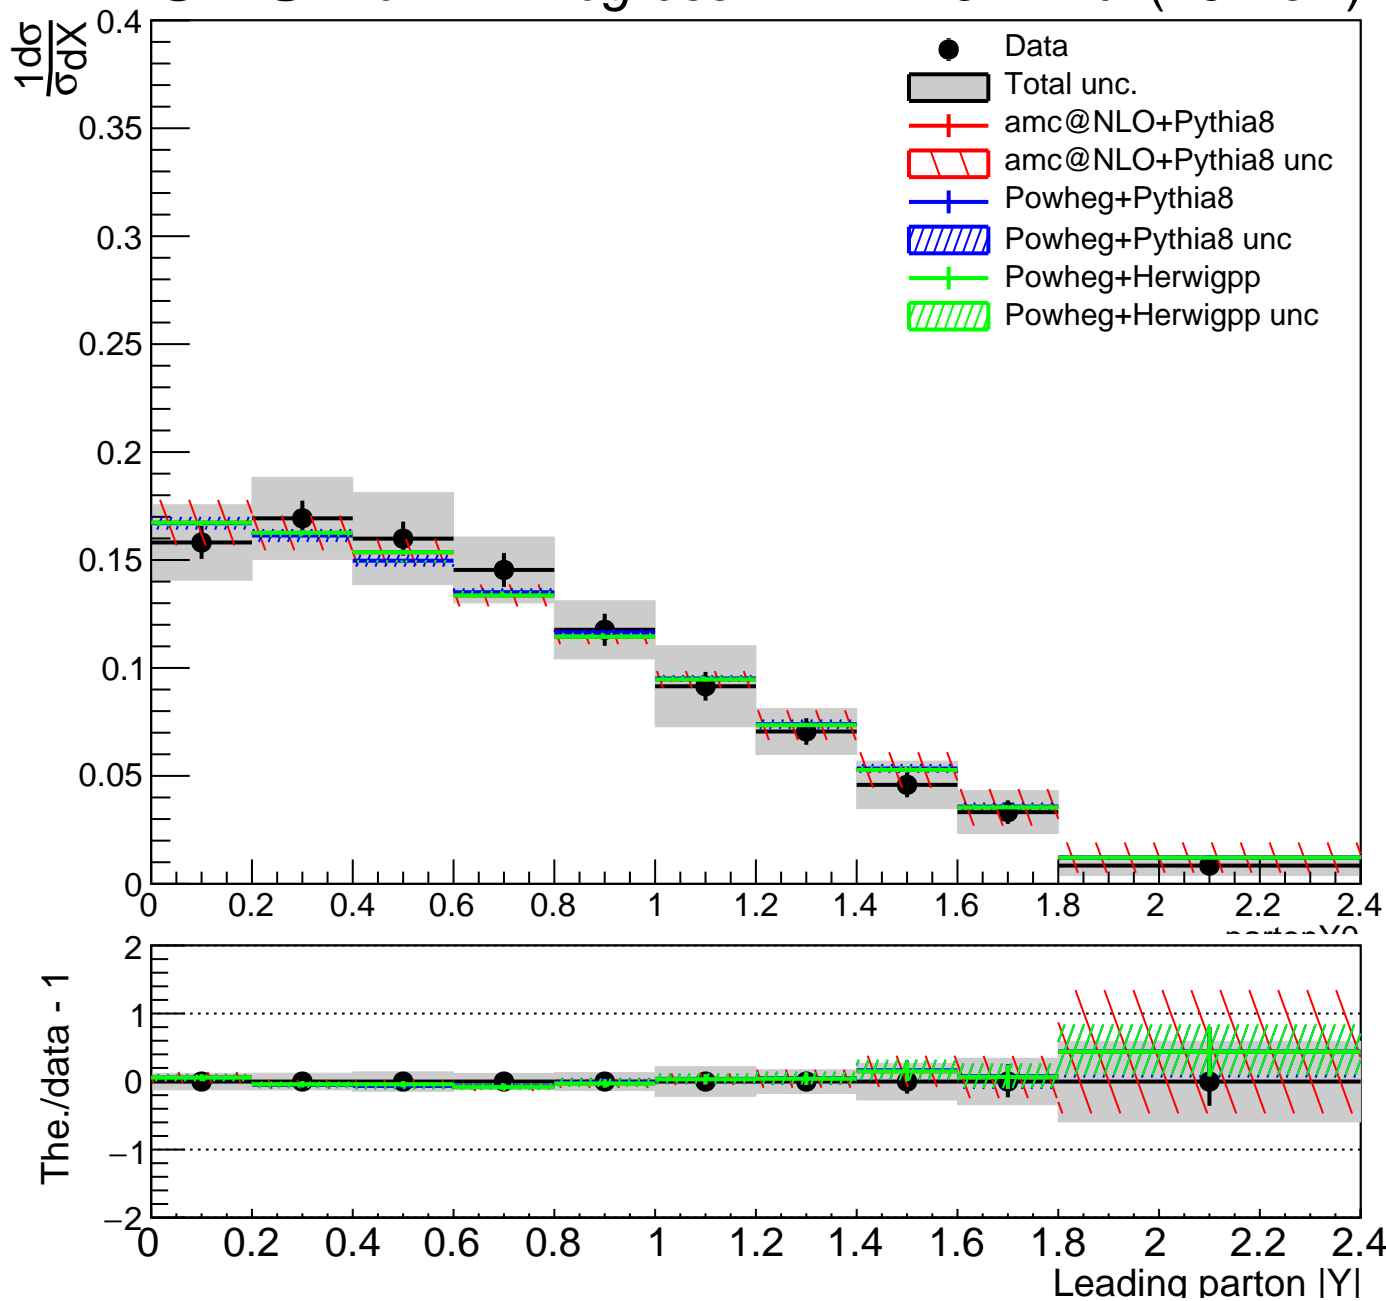 0.4
1dσ
σdX
Data
Total unc.
amc@NLO+Pythia8
amc@NLO+Pythia8 unc
Powheg+Pythia8
Powheg+Pythia8 unc
Powheg+Herwigpp
Powheg+Herwigpp unc
0.35
0.3
0.25
0.2
0.15
0.1
0.05
0
0 0.2 0.4 0.6 0.8 1 1.2 1.4 1.6 1.8 2 2.2 2.4
The./data - 1
2
1
0
−1
−2
0 0.2 0.4 0.6 0.8 1 1.2 1.4 1.6 1.8 2 2.2 2.4
Leading parton |Y|